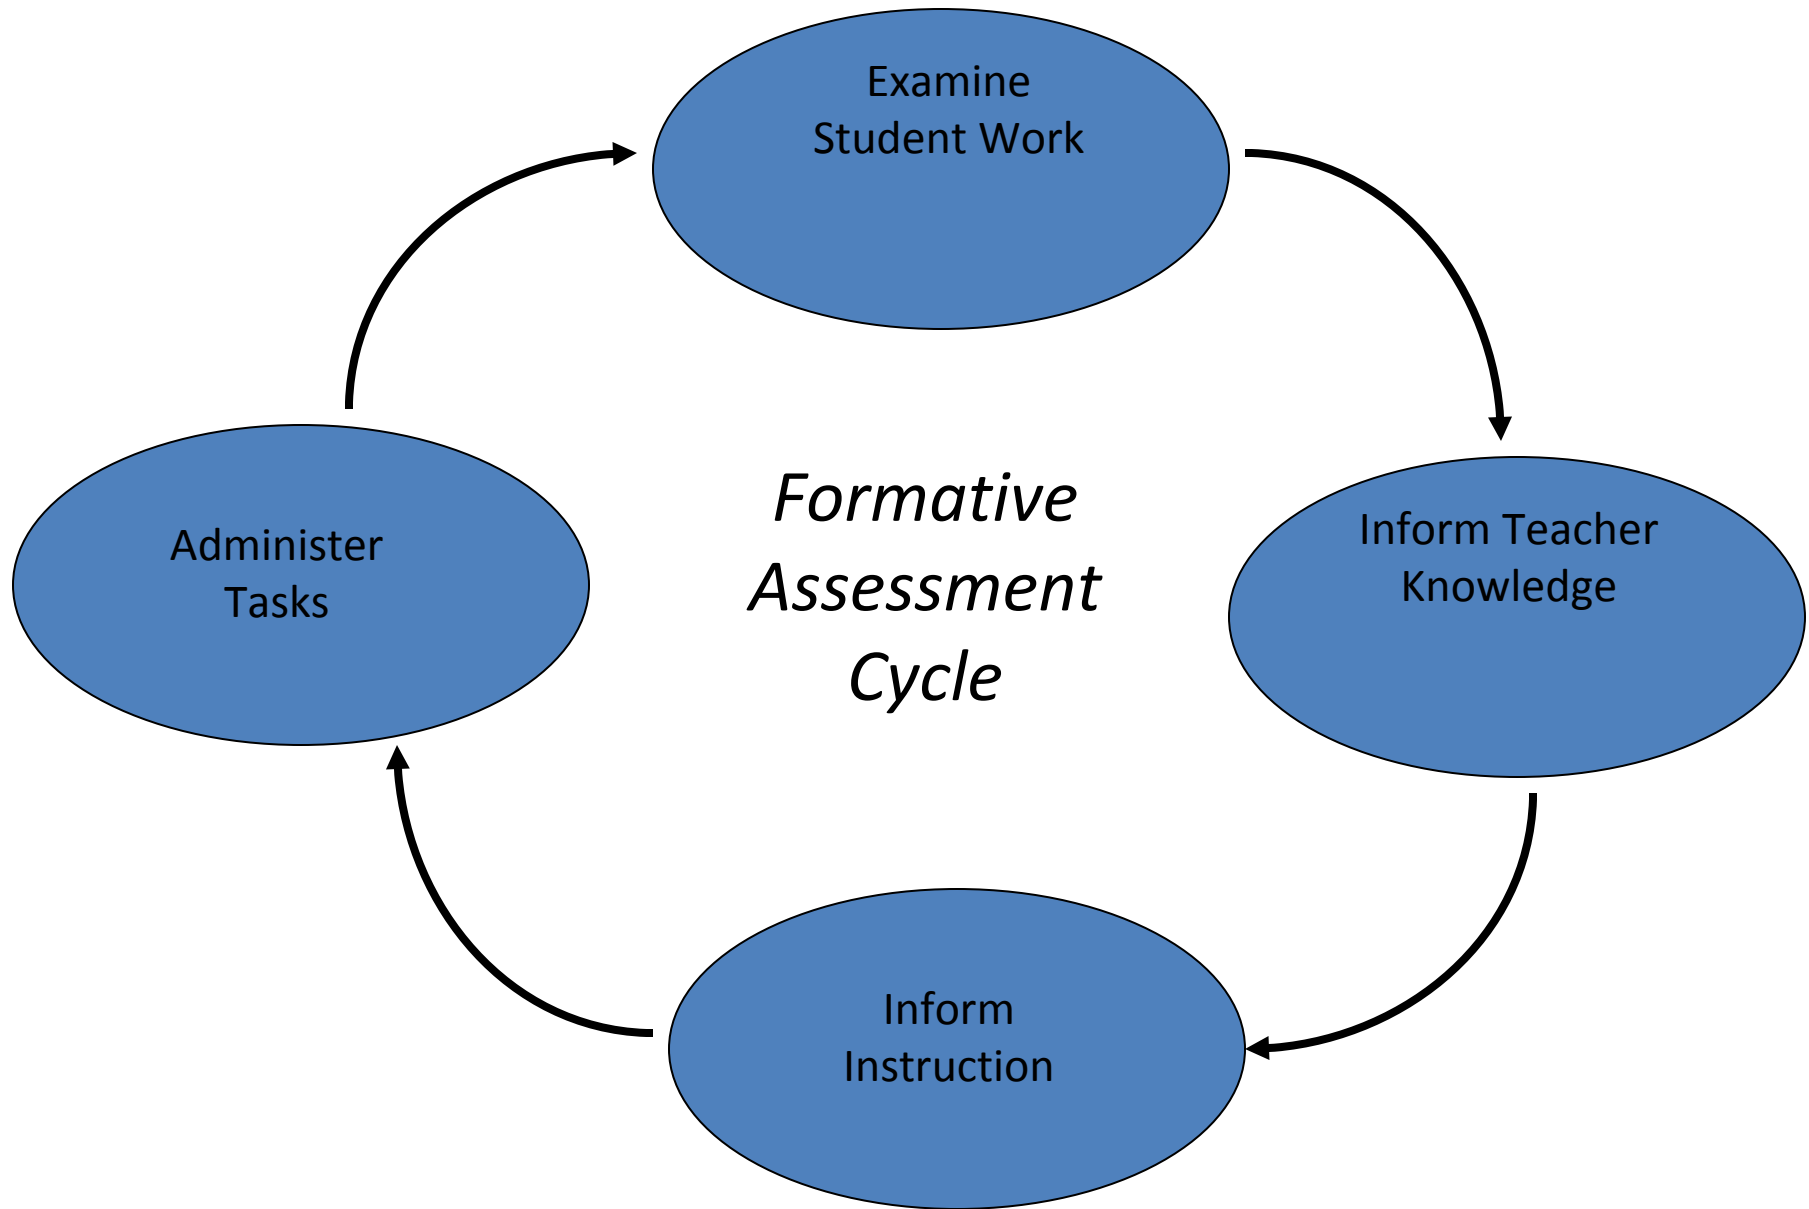 Examine
Student Work
Formative
Assessment
Cycle
Inform Teacher
Knowledge
Administer
Tasks
Inform
Instruction